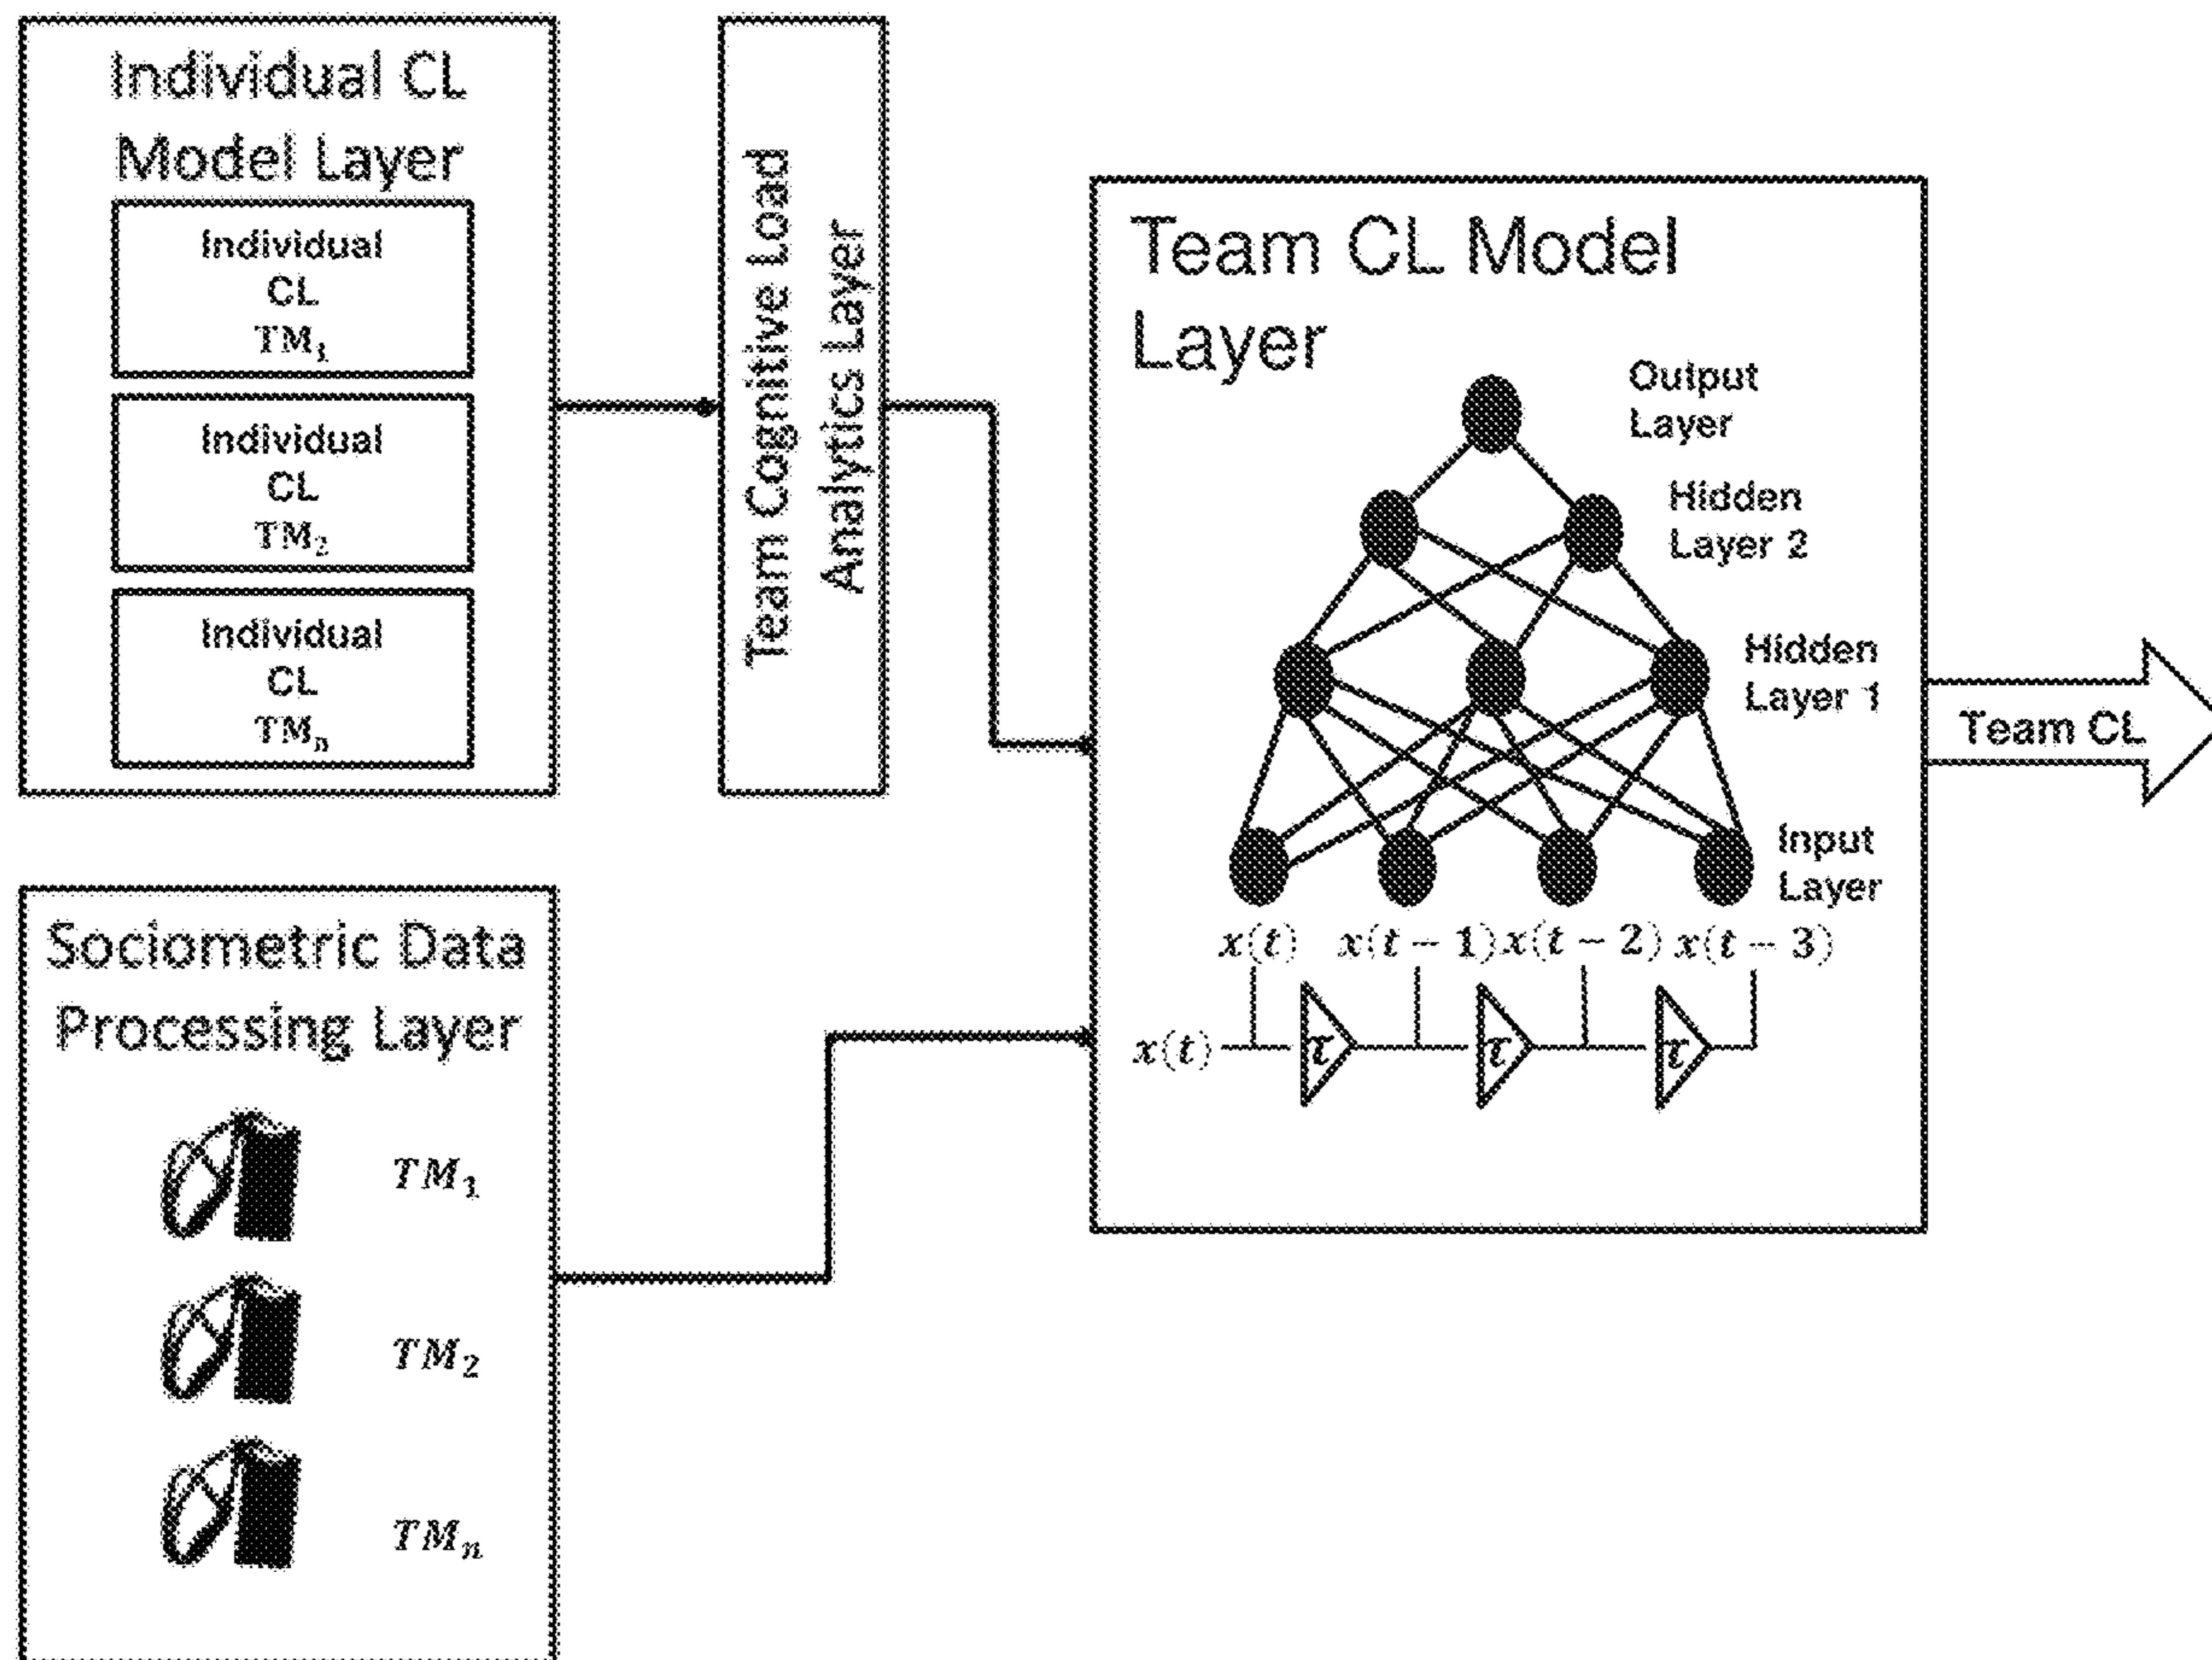 Individual CL
Model Layer
Individual
CL
TM₁
Individual
CL
TM₂
Individual
CL
TMₙ
Team Cognitive Load
Analytics Layer
Sociometric Data
Processing Layer
TM₁
TM₂
TMₙ
Team CL Model
Layer
Output
Layer
Hidden
Layer 2
Hidden
Layer 1
Input
Layer
x(t) x(t − 1) x(t − 2) x(t − 3)
x(t) τ τ τ
Team CL